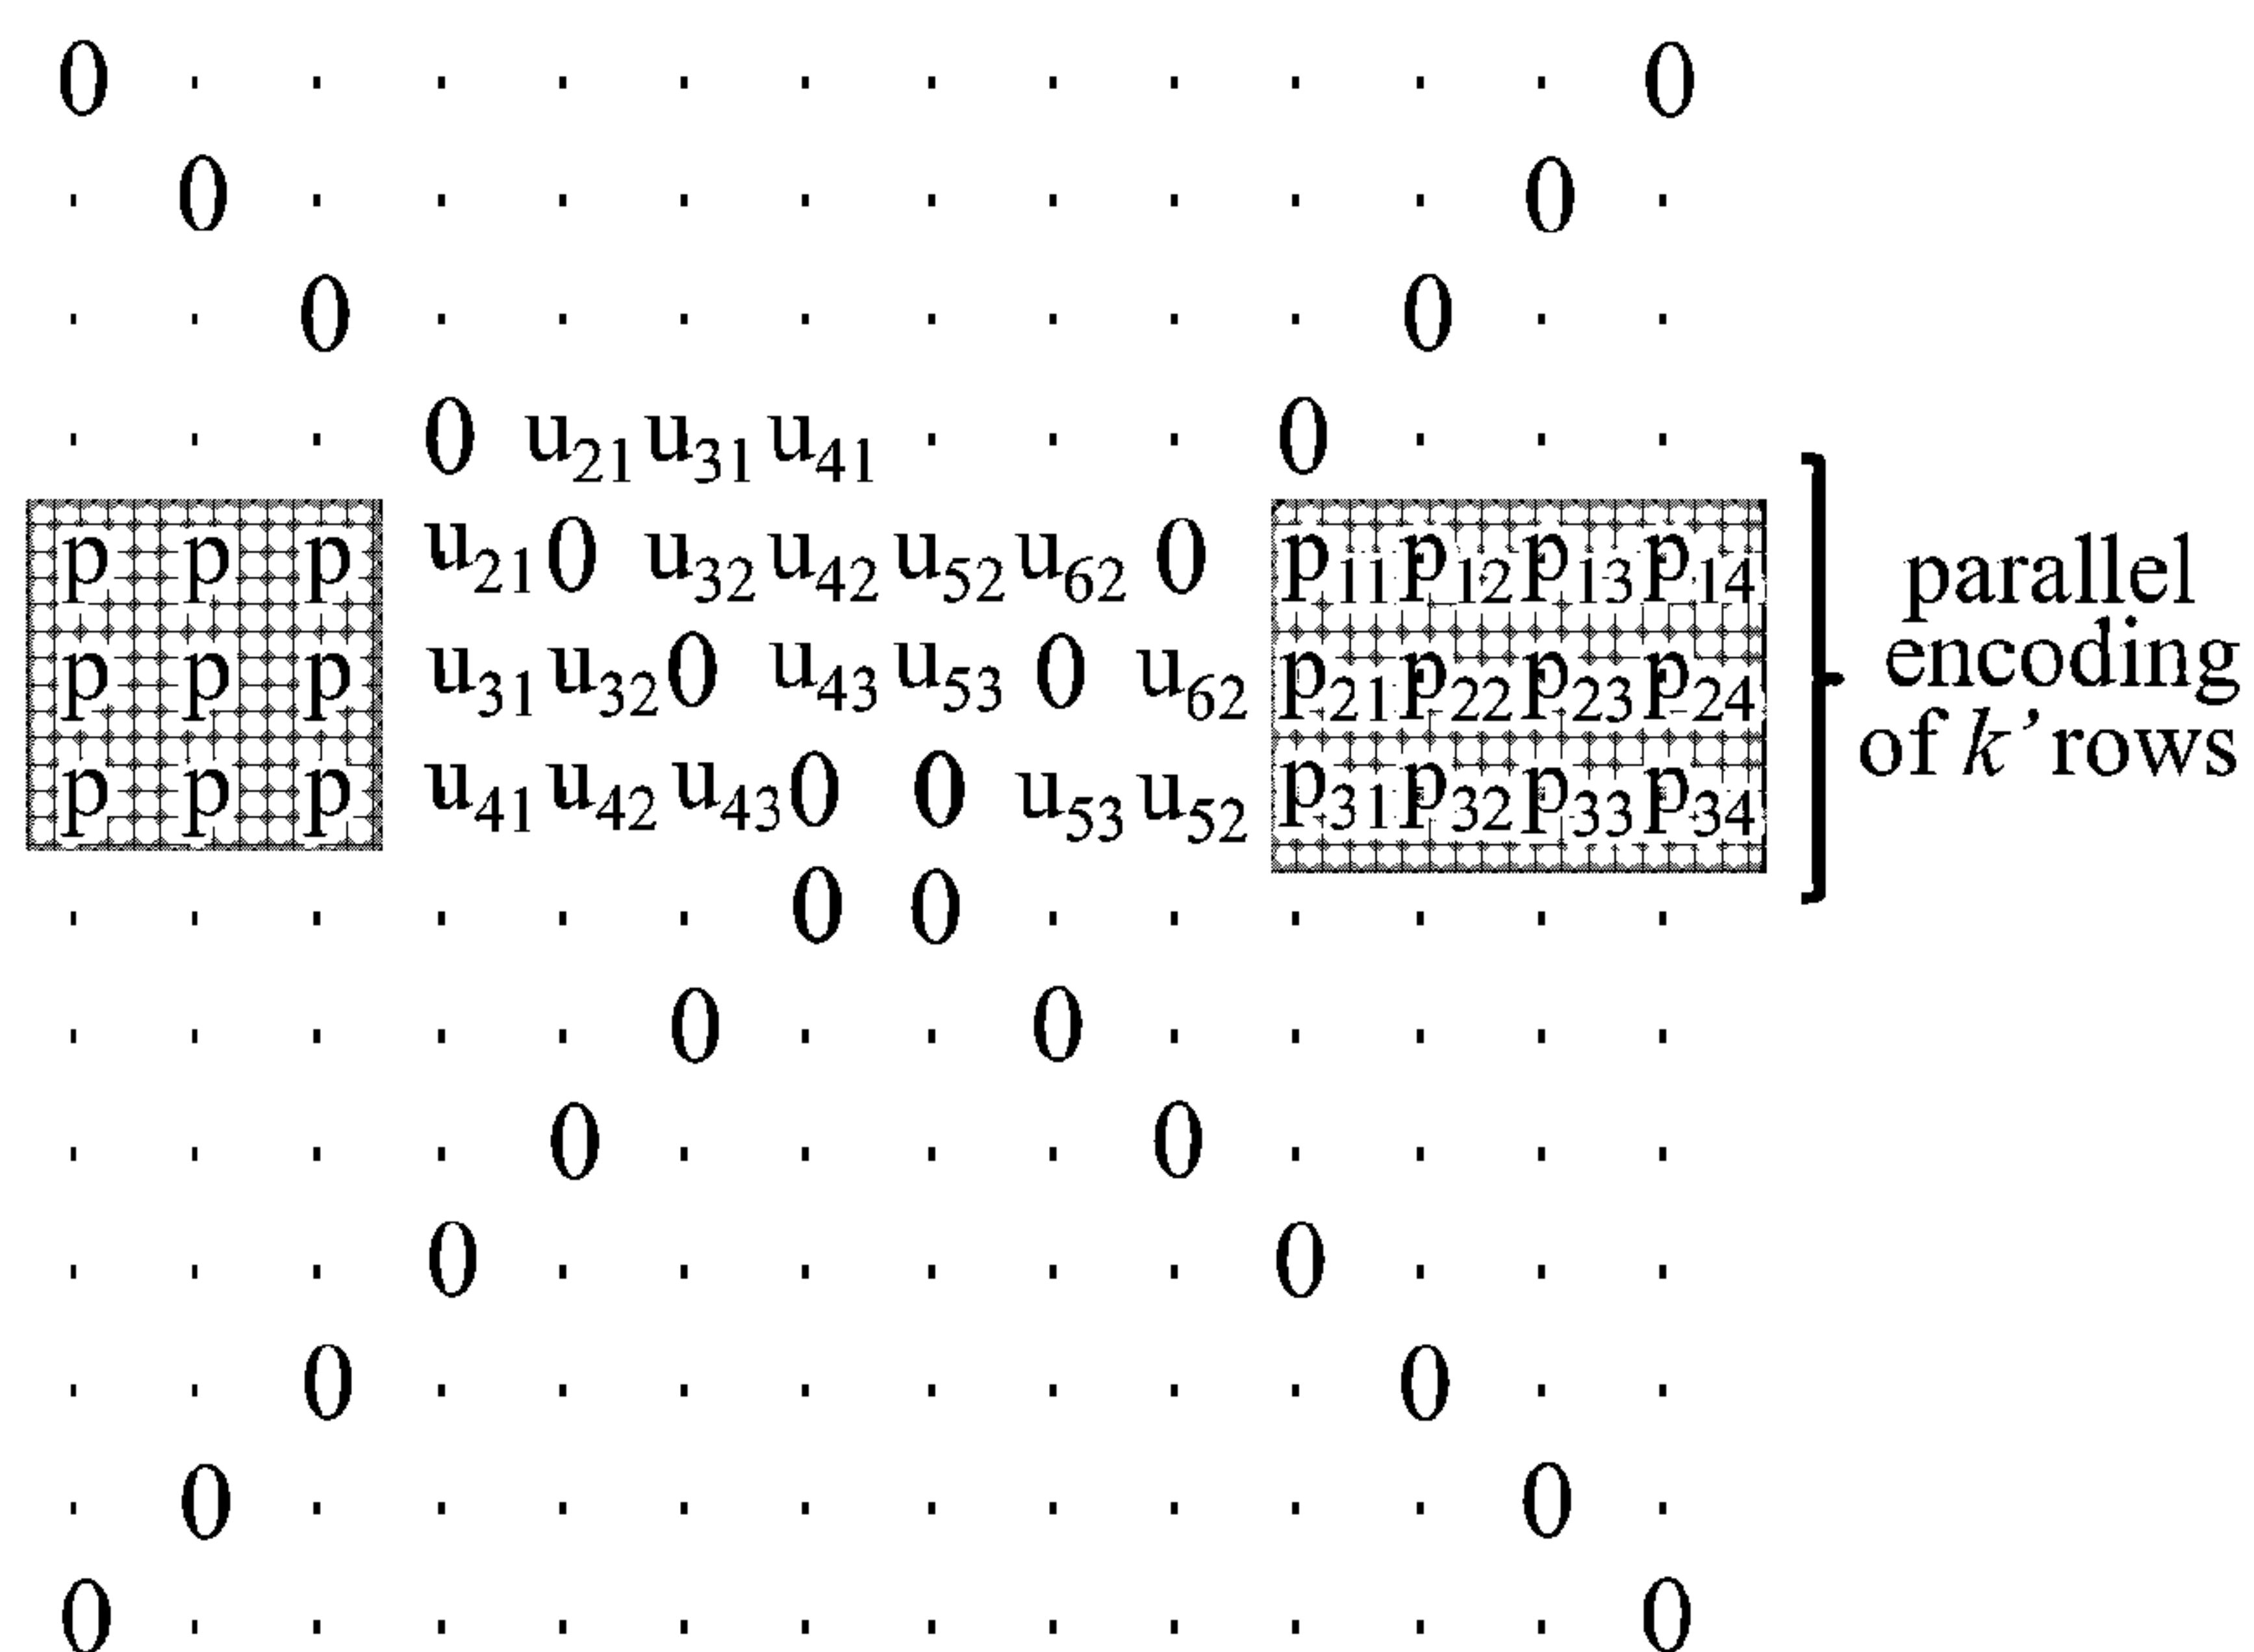 0 . . . . . . . . . . . . 0
. 0 . . . . . . . . . . 0 .
. . 0 . . . . . . . . 0 . .
. . . 0 u₂₁ u₃₁ u₄₁ . . . 0 . . .
p p p u₂₁ 0 u₃₂ u₄₂ u₅₂ u₆₂ 0 p₁₁ p₁₂ p₁₃ p₁₄
p p p u₃₁ u₃₂ 0 u₄₃ u₅₃ 0 u₆₂ p₂₁ p₂₂ p₂₃ p₂₄
p p p u₄₁ u₄₂ u₄₃ 0 0 u₅₃ u₅₂ p₃₁ p₃₂ p₃₃ p₃₄
. . . . . . 0 0 . . . . . .
. . . . . 0 . . 0 . . . . .
. . . . 0 . . . . 0 . . . .
. . . 0 . . . . . . 0 . . .
. . 0 . . . . . . . . 0 . .
. 0 . . . . . . . . . . 0 .
0 . . . . . . . . . . . . 0
parallel
encoding
of k’ rows